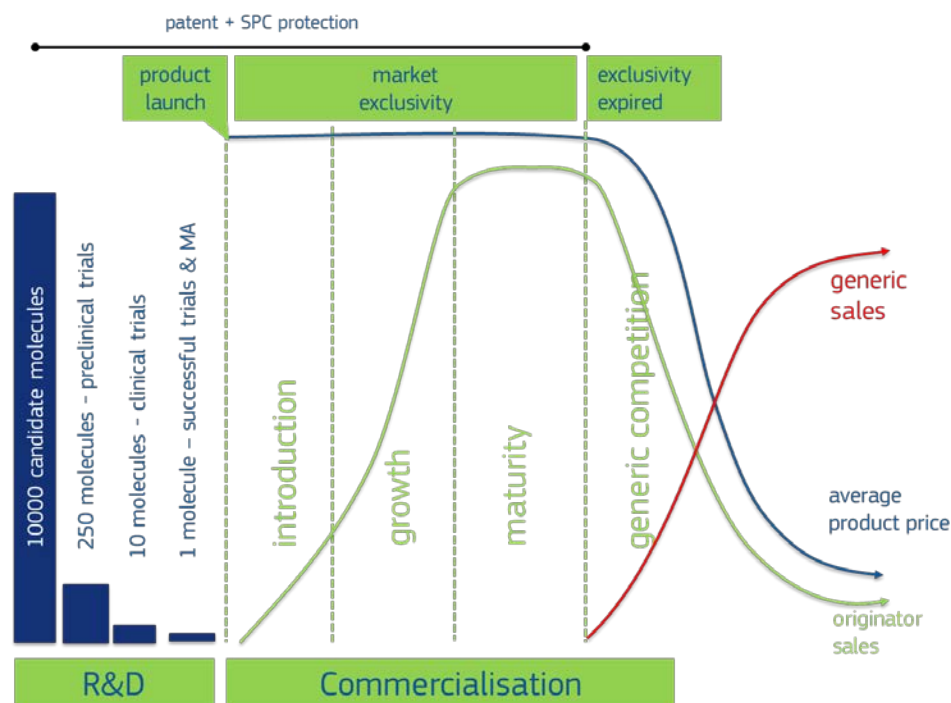 patent + SPC protection
product
launch
market
exclusivity
exclusivity
expired
10000 candidate molecules
250 molecules - preclinical trials
10 molecules - clinical trials
1 molecule – successful trials & MA
introduction
growth
maturity
generic competition
generic
sales
average
product price
originator
sales
R&D
Commercialisation